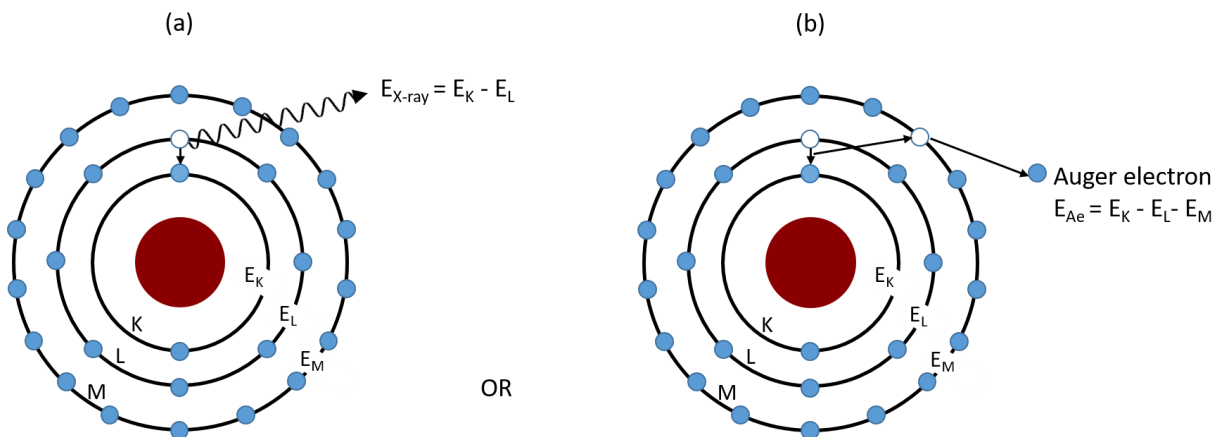 (a)
E_X-ray = E_K - E_L
E_K
K
E_L
L
E_M
M
OR
(b)
Auger electron
E_Ae = E_K - E_L- E_M
E_K
K
E_L
L
E_M
M